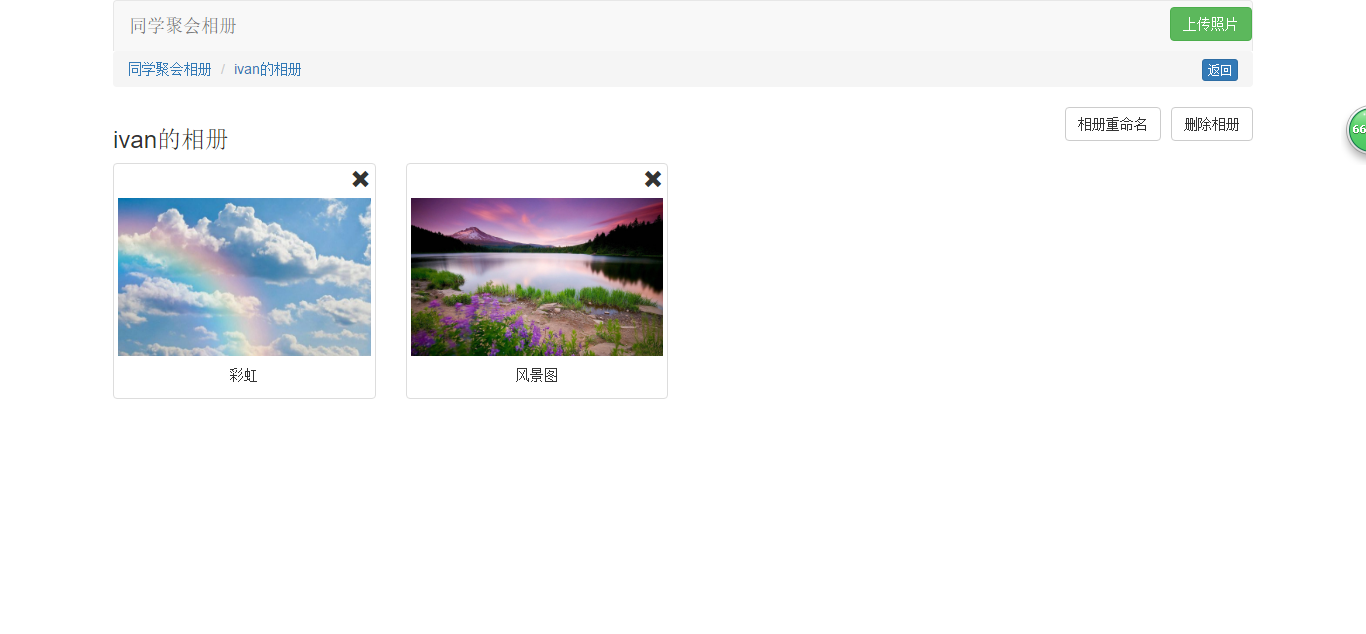 同学聚会相册
上传照片
同学聚会相册 / ivan的相册
返回
相册重命名
删除相册
ivan的相册
彩虹
风景图
66